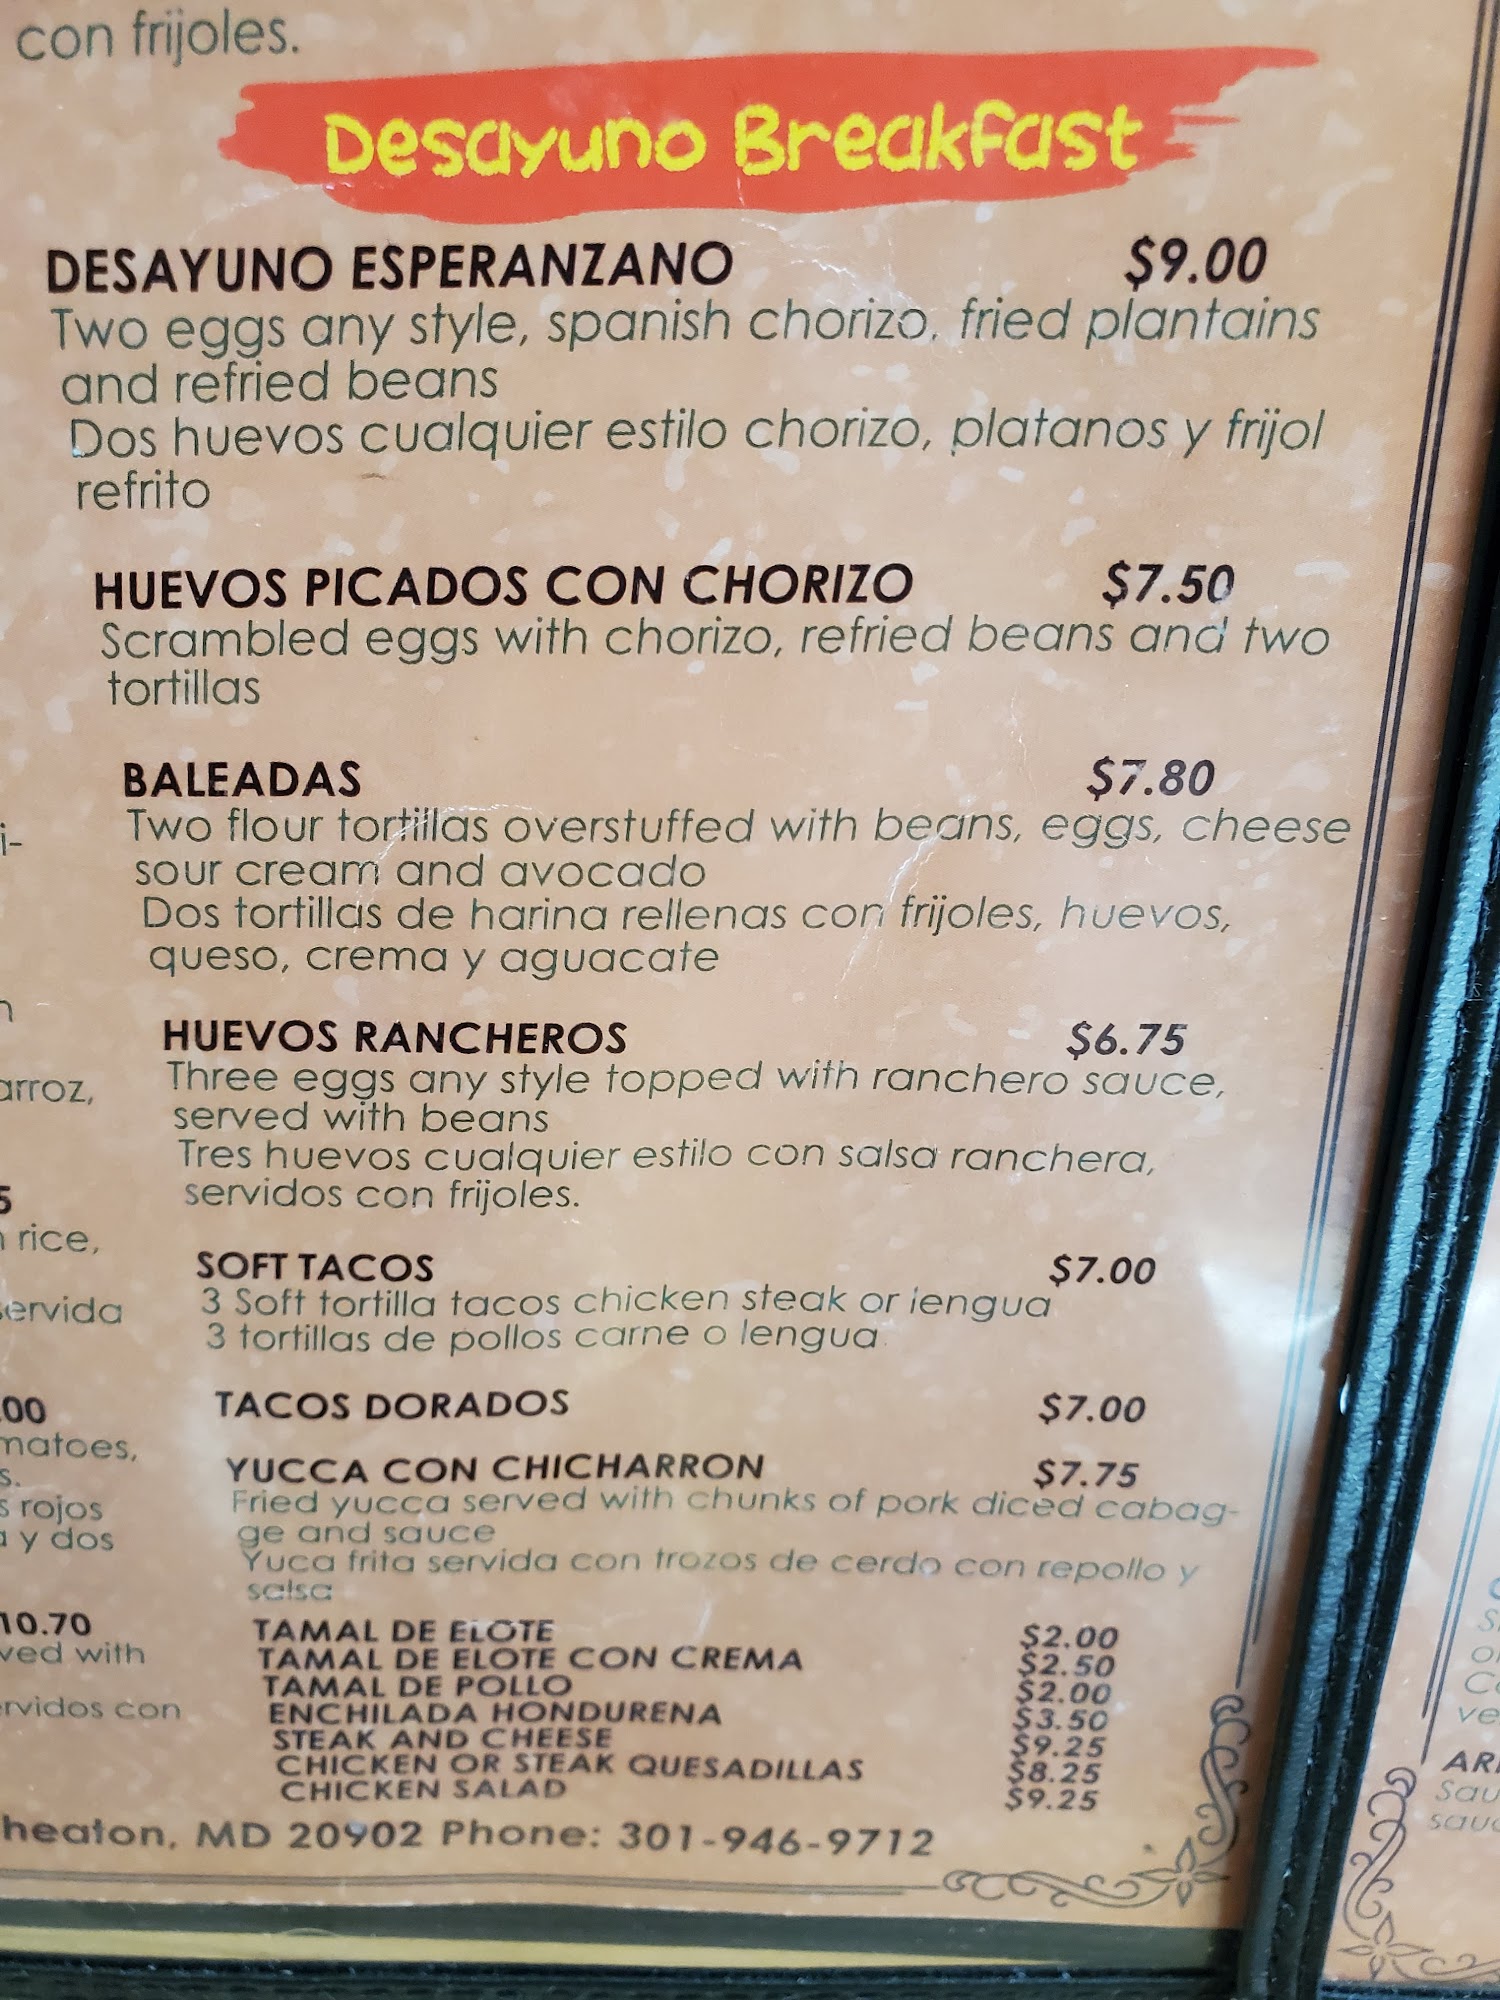 con frijoles.
Desayuno Breakfast
DESAYUNO ESPERANZANO $9.00
Two eggs any style, spanish chorizo, fried plantains
and refried beans
Dos huevos cualquier estilo chorizo, platanos y frijol
refrito
HUEVOS PICADOS CON CHORIZO $7.50
Scrambled eggs with chorizo, refried beans and two
tortillas
BALEADAS $7.80
Two flour tortillas overstuffed with beans, eggs, cheese
sour cream and avocado
Dos tortillas de harina rellenas con frijoles, huevos,
queso, crema y aguacate
HUEVOS RANCHEROS $6.75
Three eggs any style topped with ranchero sauce,
served with beans
Tres huevos cualquier estilo con salsa ranchera,
servidos con frijoles.
SOFT TACOS $7.00
3 Soft tortilla tacos chicken steak or lengua
3 tortillas de pollos carne o lengua
TACOS DORADOS $7.00
YUCCA CON CHICHARRON $7.75
Fried yucca served with chunks of pork diced cabag-
ge and sauce
Yuca frita servida con trozos de cerdo con repollo y
salsa
TAMAL DE ELOTE $2.00
TAMAL DE ELOTE CON CREMA $2.50
TAMAL DE POLLO $2.00
ENCHILADA HONDURENA $3.50
STEAK AND CHEESE $9.25
CHICKEN OR STEAK QUESADILLAS $8.25
CHICKEN SALAD $9.25
heaton, MD 20902 Phone: 301-946-9712
i-
arroz,
5
rice,
ervida
.00
matoes,
s.
s rojos
a y dos
10.70
ved with
ervidos con